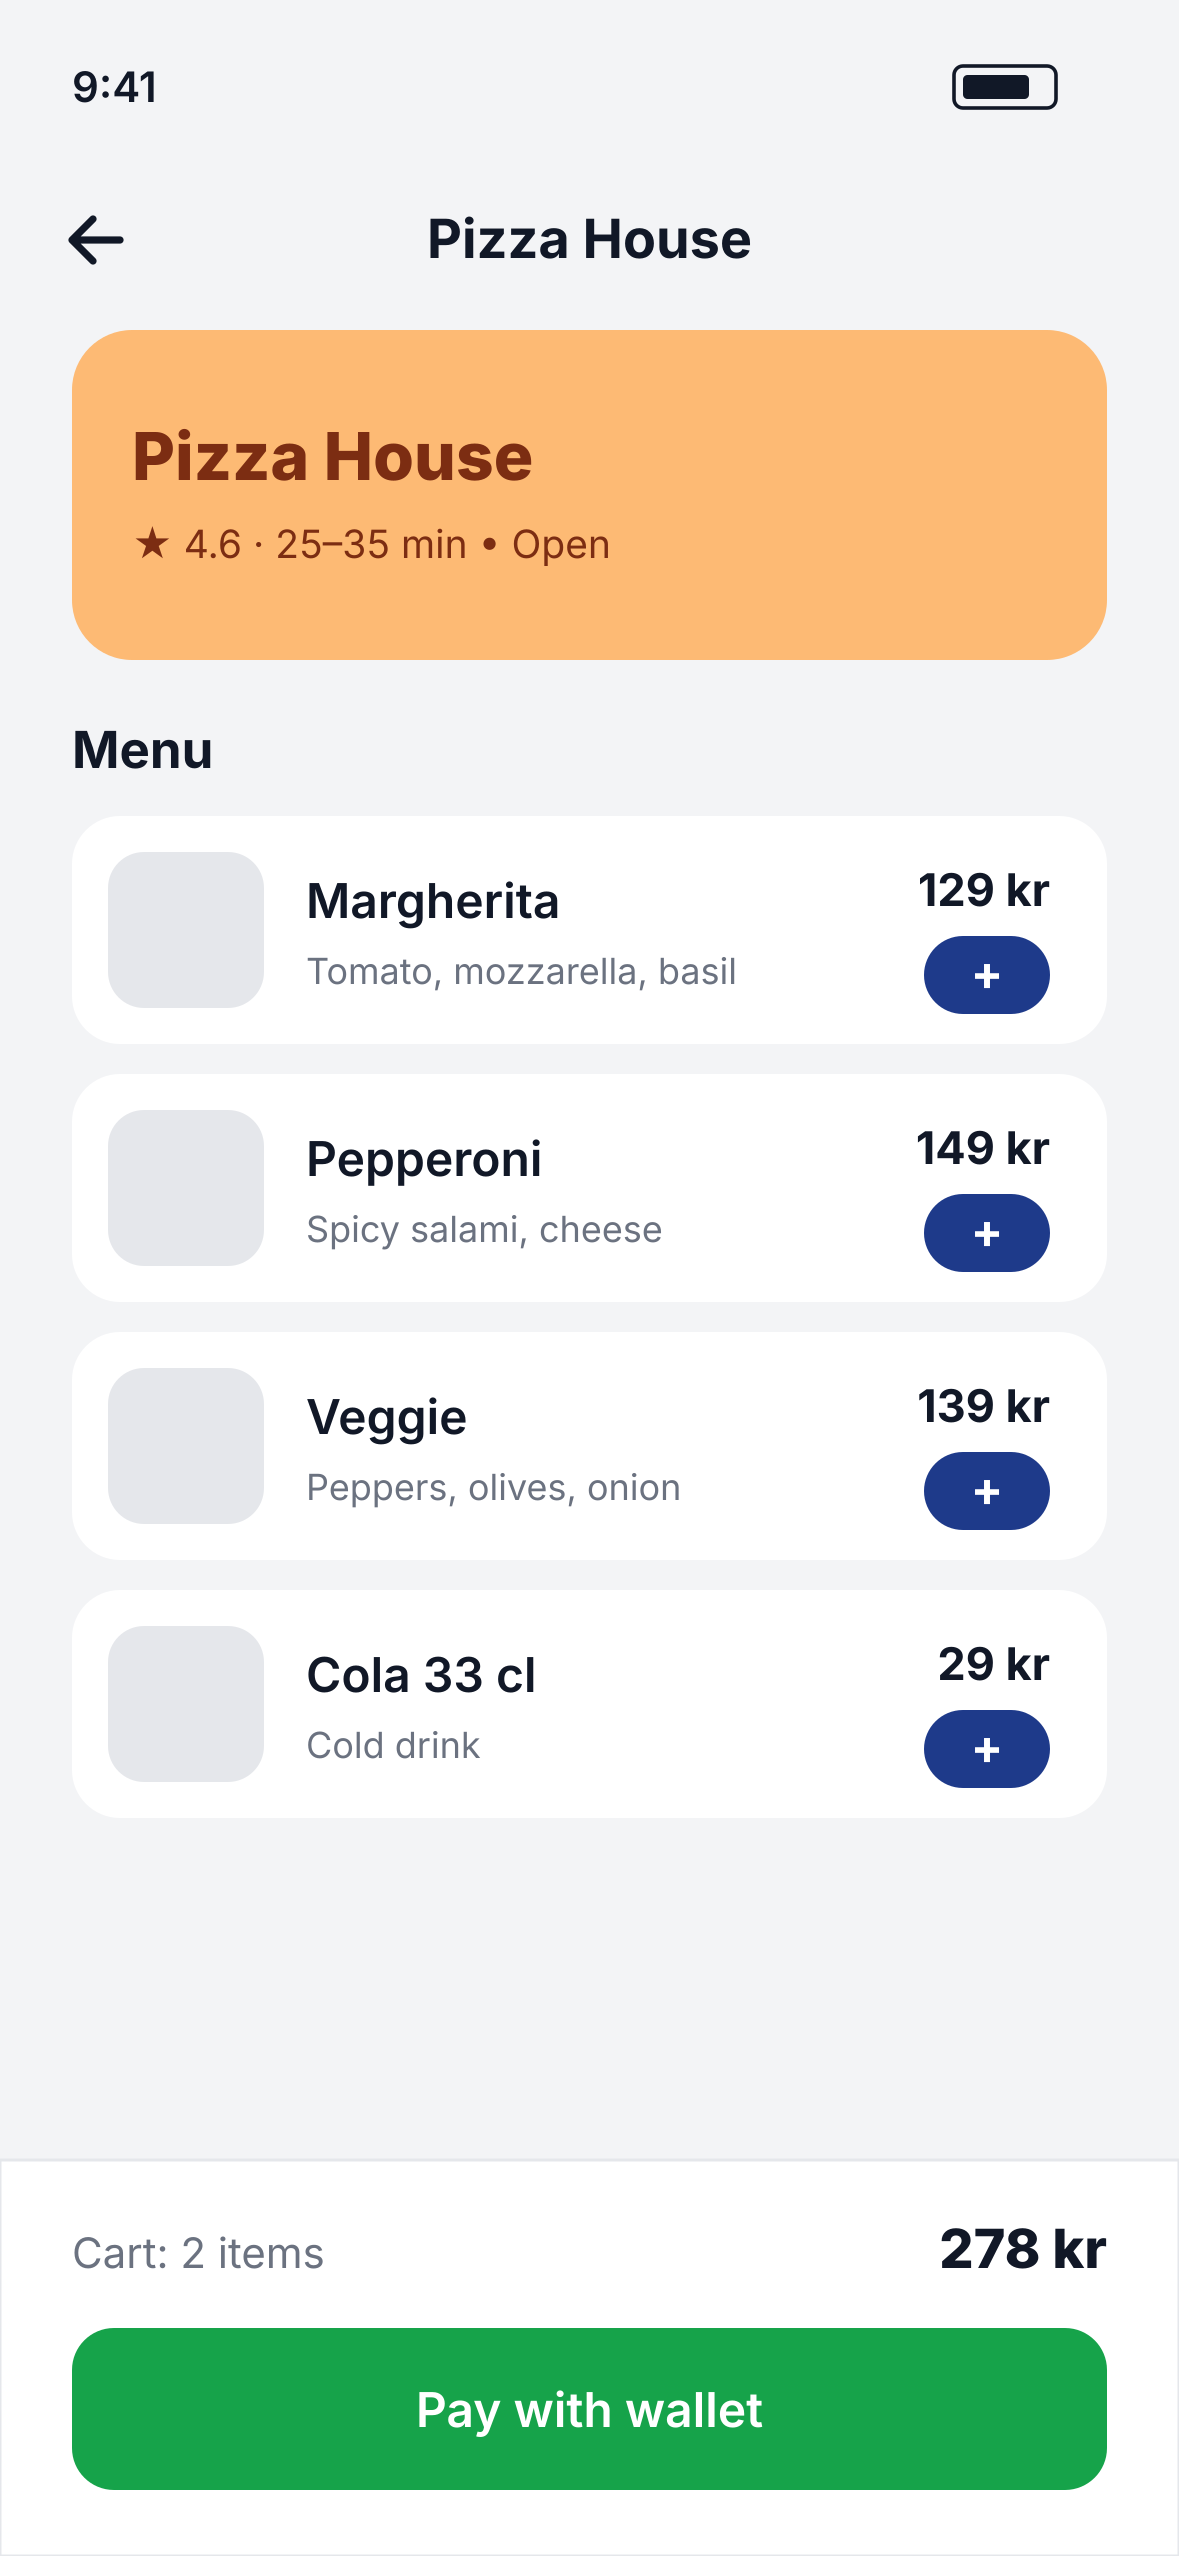 9:41
Pizza House
Pizza House
★ 4.6 · 25–35 min • Open
Menu
Margherita
129 kr
Tomato, mozzarella, basil
+
Pepperoni
149 kr
Spicy salami, cheese
+
Veggie
139 kr
Peppers, olives, onion
+
Cola 33 cl
29 kr
Cold drink
+
Cart: 2 items
278 kr
Pay with wallet